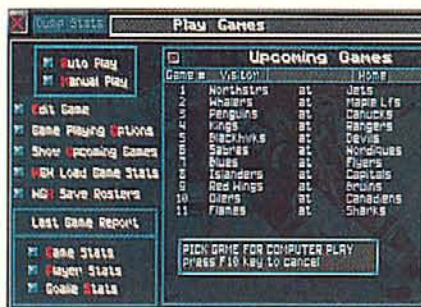 Dump Stats
Play Games
Auto Play
Manual Play
Edit Game
Game Playing Options
Show Upcoming Games
Load Game Stats
Save Rosters
Last Game Report
Game Stats
Player Stats
Goalie Stats
Upcoming Games
Game # Visitor Home
1 Northstrs at Jets
2 Whalers at Maple Lfs
3 Penguins at Canucks
4 Kings at Rangers
5 Blackhwks at Devils
6 Sabres at Nordiques
7 Blues at Flyers
8 Islanders at Capitals
9 Red Wings at Bruins
10 Oilers at Canadiens
11 Flames at Sharks
PICK GAME FOR COMPUTER PLAY
press F10 key to cancel